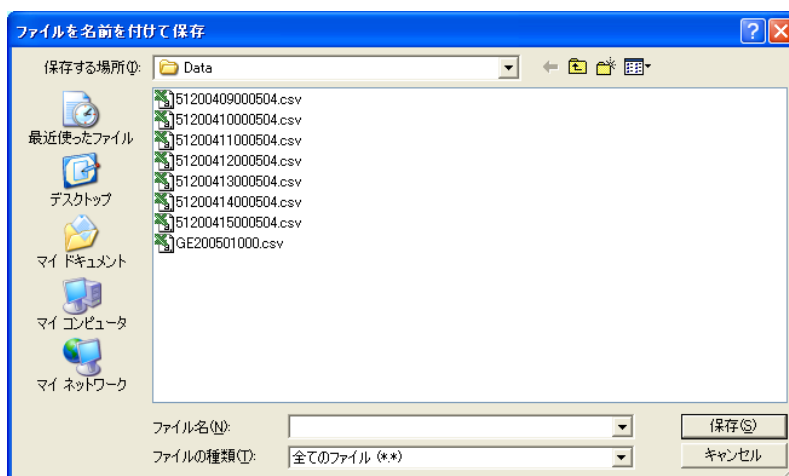 ファイルを名前を付けて保存
保存する場所(I):
Data
51200409000504.csv
51200410000504.csv
51200411000504.csv
51200412000504.csv
51200413000504.csv
51200414000504.csv
51200415000504.csv
GE200501000.csv
最近使ったファイル
デスクトップ
マイ ドキュメント
マイ コンピュータ
マイ ネットワーク
ファイル名(N):
保存(S)
ファイルの種類(T):
全てのファイル (*.*)
キャンセル